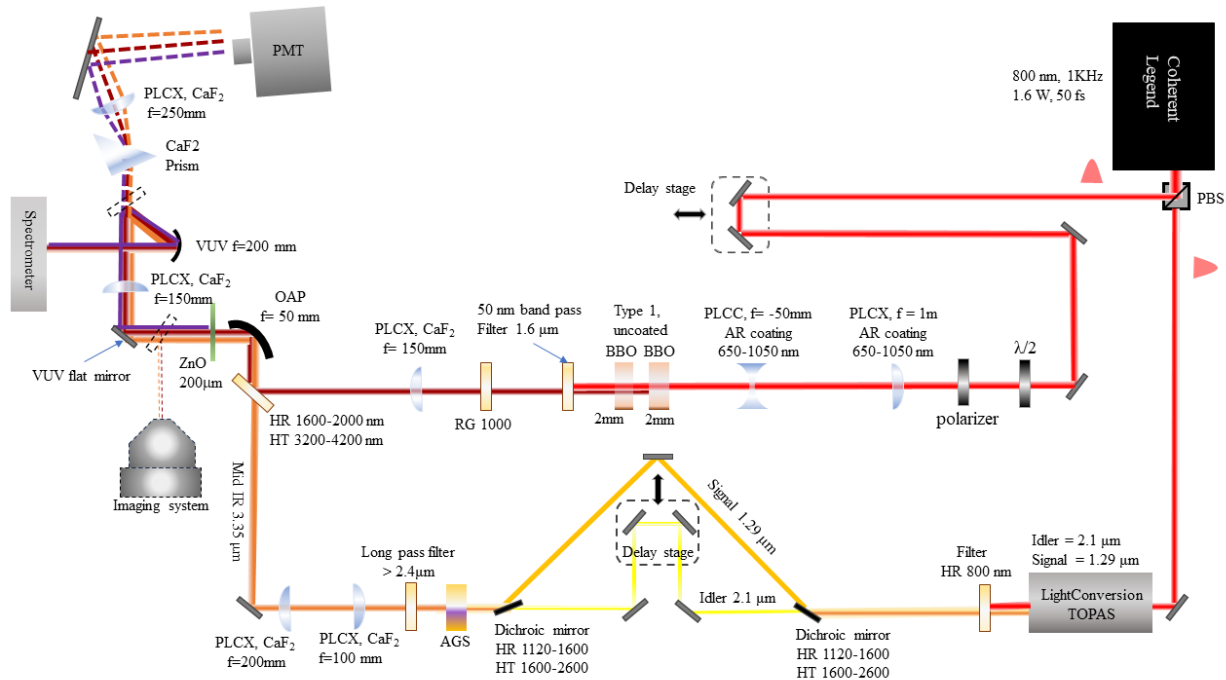 PMT
800 nm, 1KHz
1.6 W, 50 fs
Coherent
Legend
PLCX, CaF2
f=250mm
CaF2
Prism
Delay stage
PBS
Spectrometer
VUV f=200 mm
PLCX, CaF2
f=150mm
OAP
f= 50 mm
ZnO
200μm
VUV flat mirror
PLCX, CaF2
f= 150mm
50 nm band pass
Filter 1.6 μm
Type 1,
uncoated
BBO BBO
PLCC, f= -50mm
AR coating
650-1050 nm
PLCX, f = 1m
AR coating
650-1050 nm
λ/2
HR 1600-2000 nm
HT 3200-4200 nm
RG 1000
2mm
2mm
polarizer
Imaging system
Mid IR 3.35 μm
Signal 1.29 μm
Delay stage
Long pass filter
> 2.4μm
Idler 2.1 μm
Filter
HR 800 nm
Idler = 2.1 μm
Signal = 1.29 μm
LightConversion
TOPAS
PLCX, CaF2
f=200mm
PLCX, CaF2
f=100 mm
AGS
Dichroic mirror
HR 1120-1600
HT 1600-2600
Dichroic mirror
HR 1120-1600
HT 1600-2600